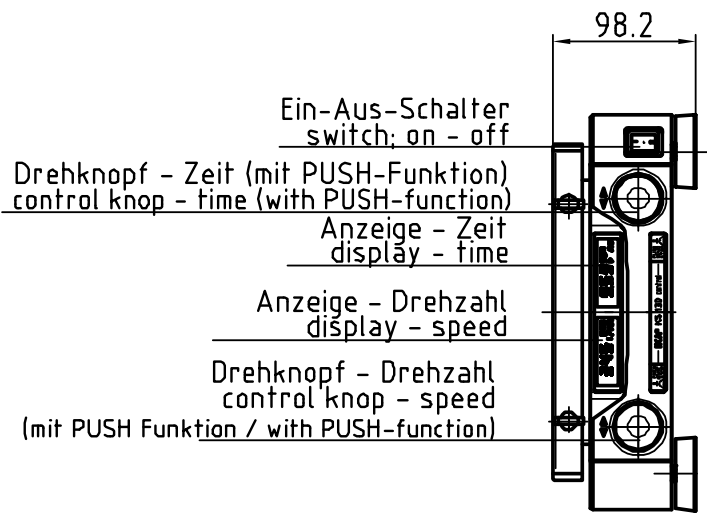 98.2
Ein-Aus-Schalter
switch; on - off
Drehknopf - Zeit (mit PUSH-Funktion)
control knop - time (with PUSH-function)
Anzeige - Zeit
display - time
Anzeige - Drehzahl
display - speed
Drehknopf - Drehzahl
control knop - speed
(mit PUSH Funktion / with PUSH-function)